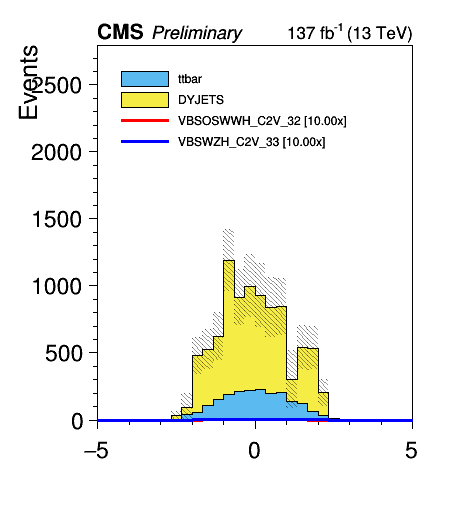 CMS Preliminary 137 fb-1 (13 TeV)
Events
2500
2000
1500
1000
500
0
ttbar
DYJETS
VBSOSWWH_C2V_32 [10.00x]
VBSWZH_C2V_33 [10.00x]
−5 0 5